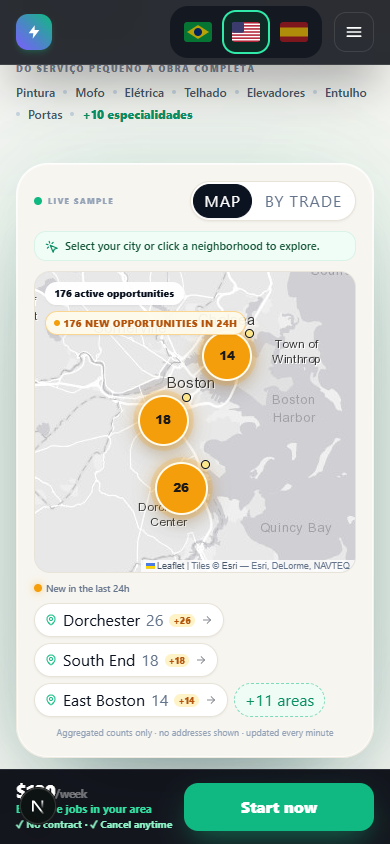 DO SERVIÇO PEQUENO À OBRA COMPLETA
Pintura • Mofo • Elétrica • Telhado • Elevadores • Entulho
• Portas • +10 especialidades
LIVE SAMPLE
MAP
BY TRADE
Select your city or click a neighborhood to explore.
176 active opportunities
176 NEW OPPORTUNITIES IN 24H
14
Town of
Winthrop
Boston
Boston
Harbor
18
26
Center
Quincy Bay
Leaflet | Tiles © Esri — Esri, DeLorme, NAVTEQ
New in the last 24h
Dorchester 26 +26 →
South End 18 +18 →
East Boston 14 +14 →
+11 areas
Aggregated counts only · no addresses shown · updated every minute
/week
jobs in your area
✓ No contract · ✓ Cancel anytime
N
Start now